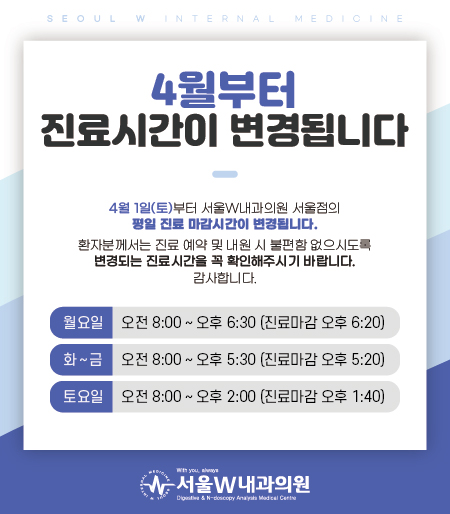 SEOUL W INTERNAL MEDICINE
4월부터
진료시간이 변경됩니다
4월 1일(토)부터 서울W내과의원 서울점의
평일 진료 마감시간이 변경됩니다.
환자분께서는 진료 예약 및 내원 시 불편함 없으시도록
변경되는 진료시간을 꼭 확인해주시기 바랍니다.
감사합니다.
월요일 오전 8:00 ~ 오후 6:30 (진료마감 오후 6:20)
화~금 오전 8:00 ~ 오후 5:30 (진료마감 오후 5:20)
토요일 오전 8:00 ~ 오후 2:00 (진료마감 오후 1:40)
With you, always
서울W내과의원
Digestive & N-doscopy Analysis Medical Centre